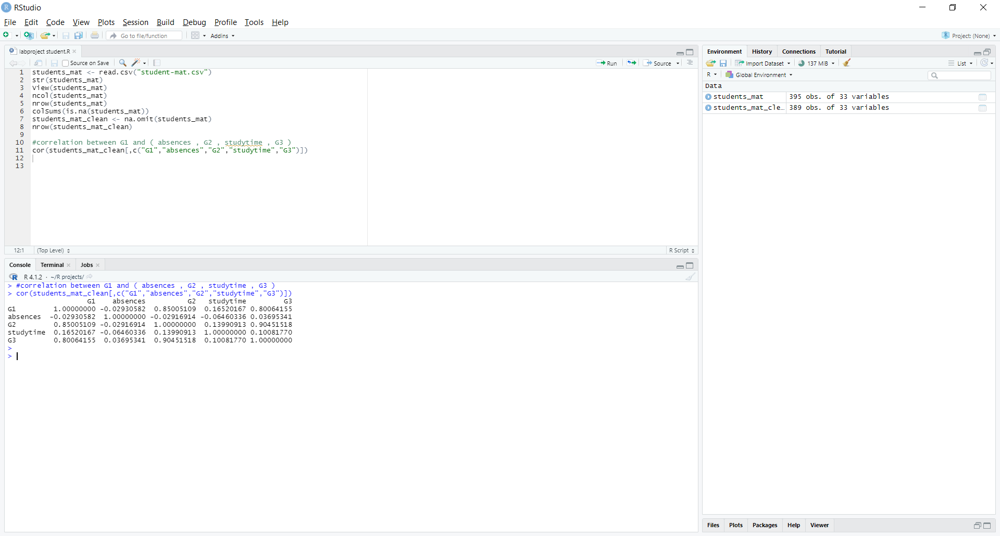 RStudio
File Edit Code View Plots Session Build Debug Profile Tools Help
Go to file/function Addins Project: (None)
labproject student.R
Source on Save Run Source
1 students_mat <- read.csv("student-mat.csv")
2 str(students_mat)
3 View(students_mat)
4 ncol(students_mat)
5 nrow(students_mat)
6 colSums(is.na(students_mat))
7 students_mat_clean <- na.omit(students_mat)
8 nrow(students_mat_clean)
9
10 #correlation between G1 and ( absences , G2 , studytime , G3 )
11 cor(students_mat_clean[,c("G1","absences","G2","studytime","G3")])
12
13
12:1 (Top Level) R Script
Console Terminal Jobs
R 4.1.2 · ~/R projects/
> #correlation between G1 and ( absences , G2 , studytime , G3 )
> cor(students_mat_clean[,c("G1","absences","G2","studytime","G3")])
G1 absences G2 studytime G3
G1 1.00000000 -0.02930582 0.85005109 0.16520167 0.80064155
absences -0.02930582 1.00000000 -0.02916914 -0.06460336 0.03695341
G2 0.85005109 -0.02916914 1.00000000 0.13990913 0.90451518
studytime 0.16520167 -0.06460336 0.13990913 1.00000000 0.10081770
G3 0.80064155 0.03695341 0.90451518 0.10081770 1.00000000
>
>
Environment History Connections Tutorial
Import Dataset 137 MiB List
R Global Environment
Data
students_mat 395 obs. of 33 variables
students_mat_cle… 389 obs. of 33 variables
Files Plots Packages Help Viewer